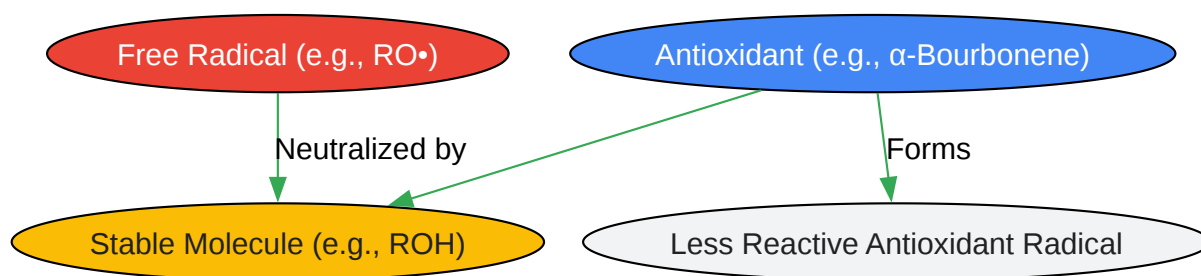 Free Radical (e.g., RO•)
Antioxidant (e.g., α-Bourbonene)
Neutralized by
Forms
Stable Molecule (e.g., ROH)
Less Reactive Antioxidant Radical